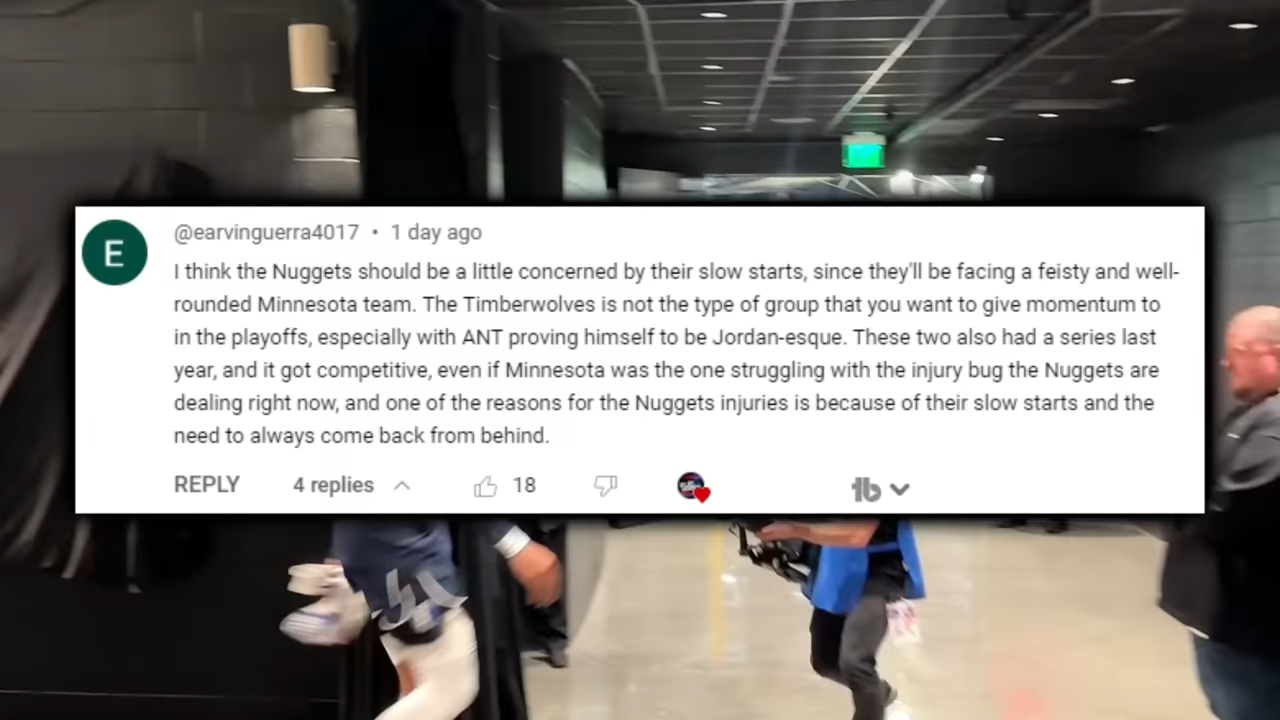 E
@earvinguerra4017 • 1 day ago
I think the Nuggets should be a little concerned by their slow starts, since they'll be facing a feisty and well-
rounded Minnesota team. The Timberwolves is not the type of group that you want to give momentum to
in the playoffs, especially with ANT proving himself to be Jordan-esque. These two also had a series last
year, and it got competitive, even if Minnesota was the one struggling with the injury bug the Nuggets are
dealing right now, and one of the reasons for the Nuggets injuries is because of their slow starts and the
need to always come back from behind.
REPLY 4 replies 18 tb